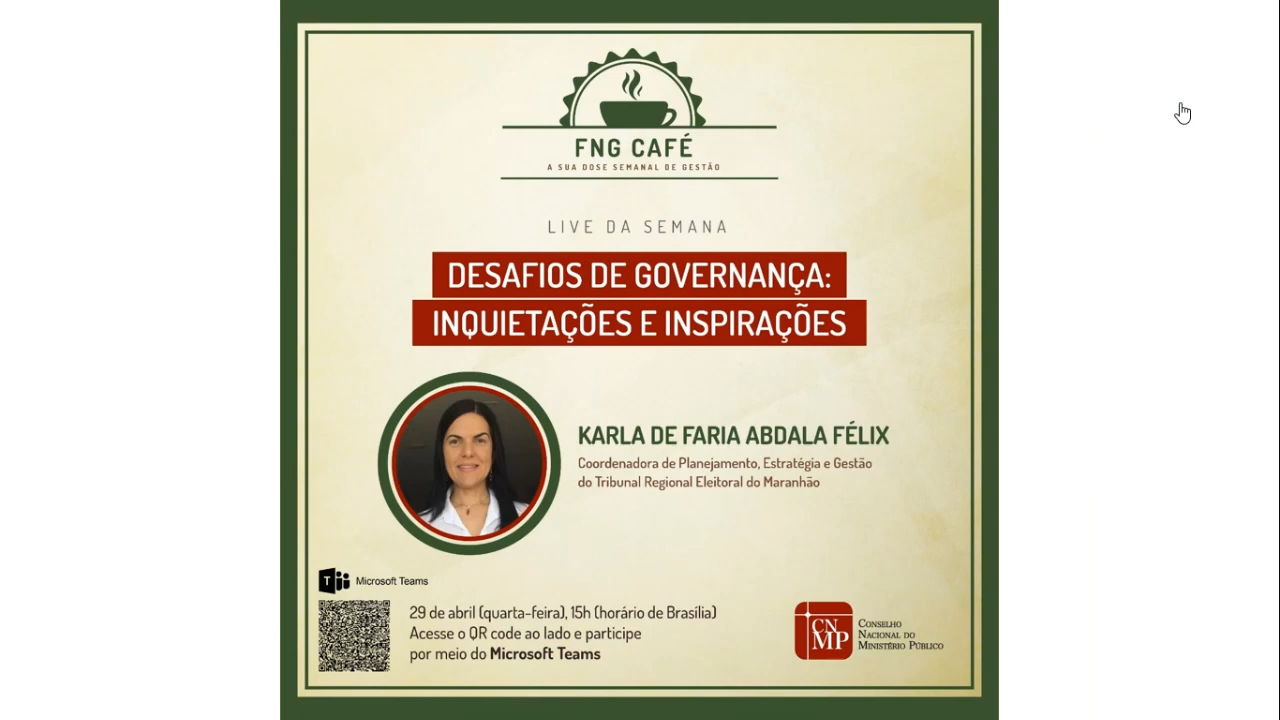 FNG CAFÉ
A SUA DOSE SEMANAL DE GESTÃO
LIVE DA SEMANA
DESAFIOS DE GOVERNANÇA:
INQUIETAÇÕES E INSPIRAÇÕES
KARLA DE FARIA ABDALA FÉLIX
Coordenadora de Planejamento, Estratégia e Gestão
do Tribunal Regional Eleitoral do Maranhão
T Microsoft Teams
29 de abril (quarta-feira), 15h (horário de Brasília)
Acesse o QR code ao lado e participe
por meio do Microsoft Teams
CN
MP
CONSELHO
NACIONAL DO
MINISTÉRIO PÚBLICO